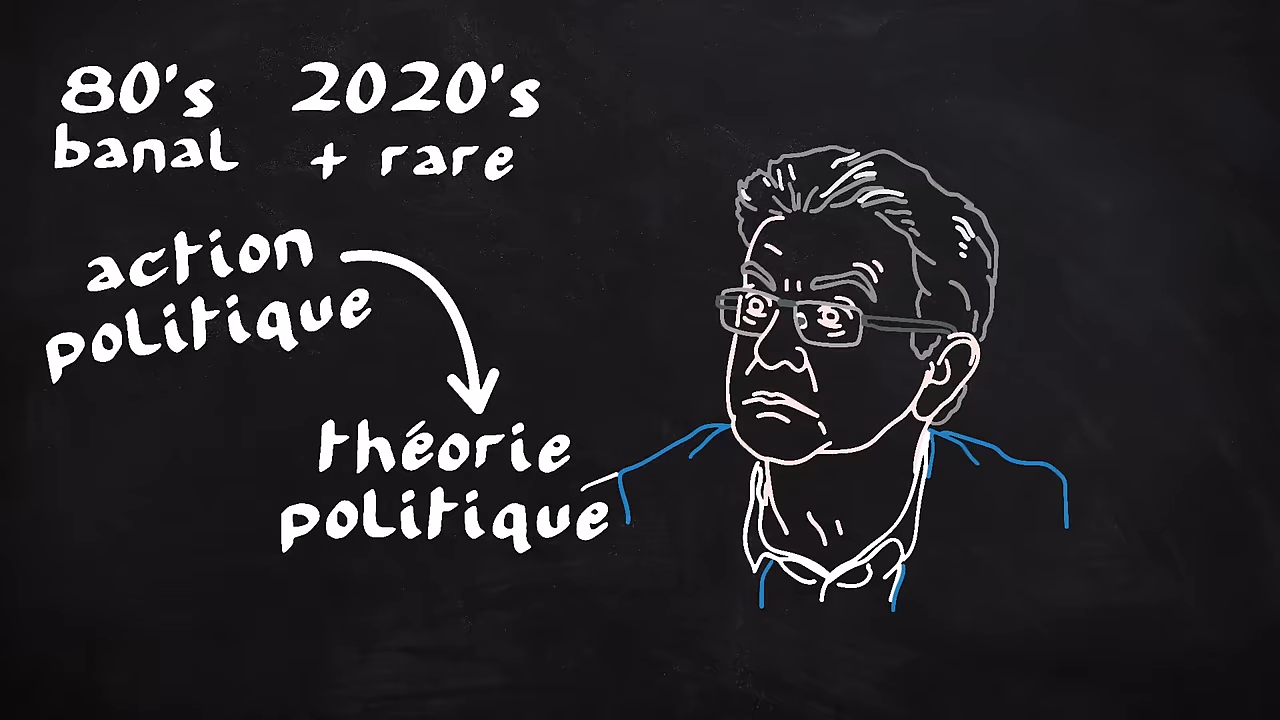 80's 2020's
banal + rare
action
politique
théorie
politique